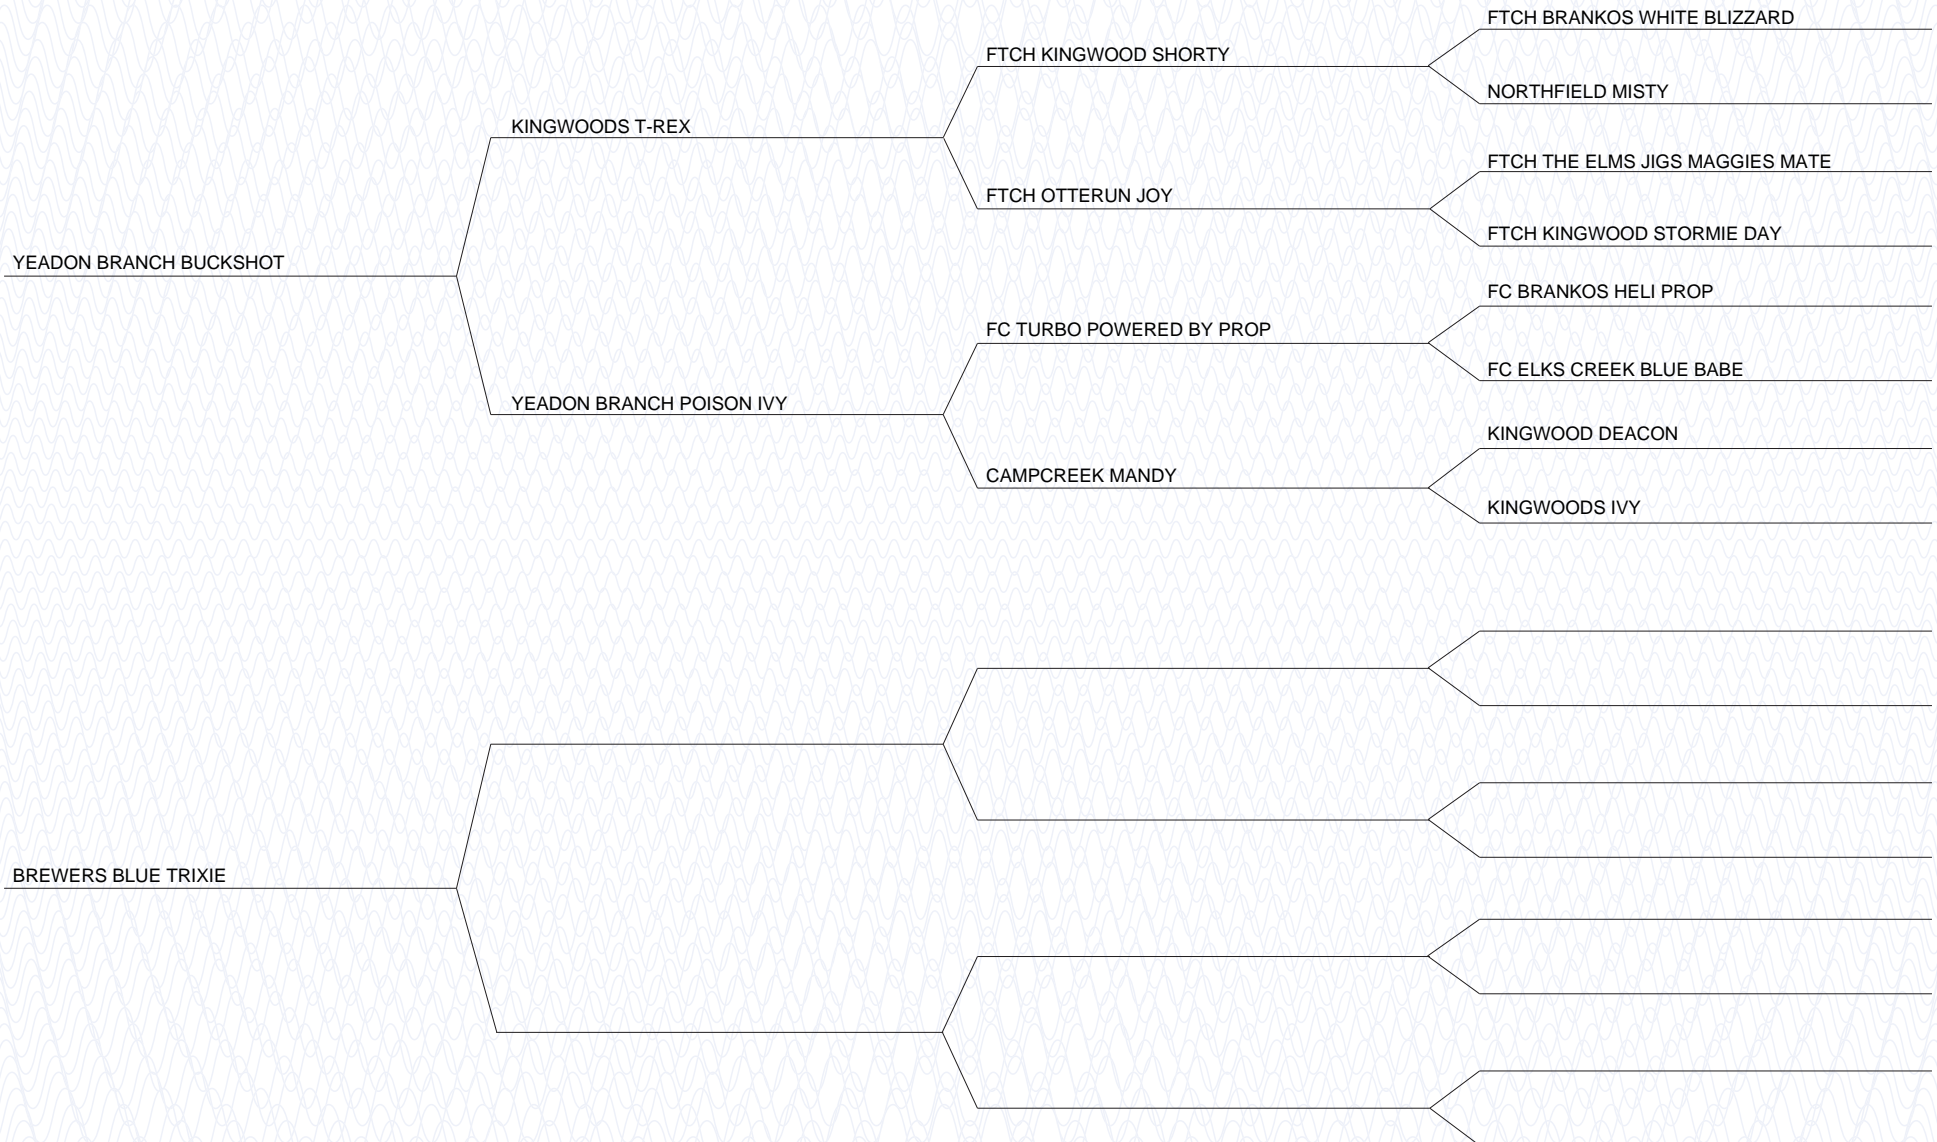 FTCH BRANKOS WHITE BLIZZARD
FTCH KINGWOOD SHORTY
NORTHFIELD MISTY
KINGWOODS T-REX
FTCH THE ELMS JIGS MAGGIES MATE
FTCH OTTERUN JOY
FTCH KINGWOOD STORMIE DAY
YEADON BRANCH BUCKSHOT
FC BRANKOS HELI PROP
FC TURBO POWERED BY PROP
FC ELKS CREEK BLUE BABE
YEADON BRANCH POISON IVY
KINGWOOD DEACON
CAMPCREEK MANDY
KINGWOODS IVY
BREWERS BLUE TRIXIE